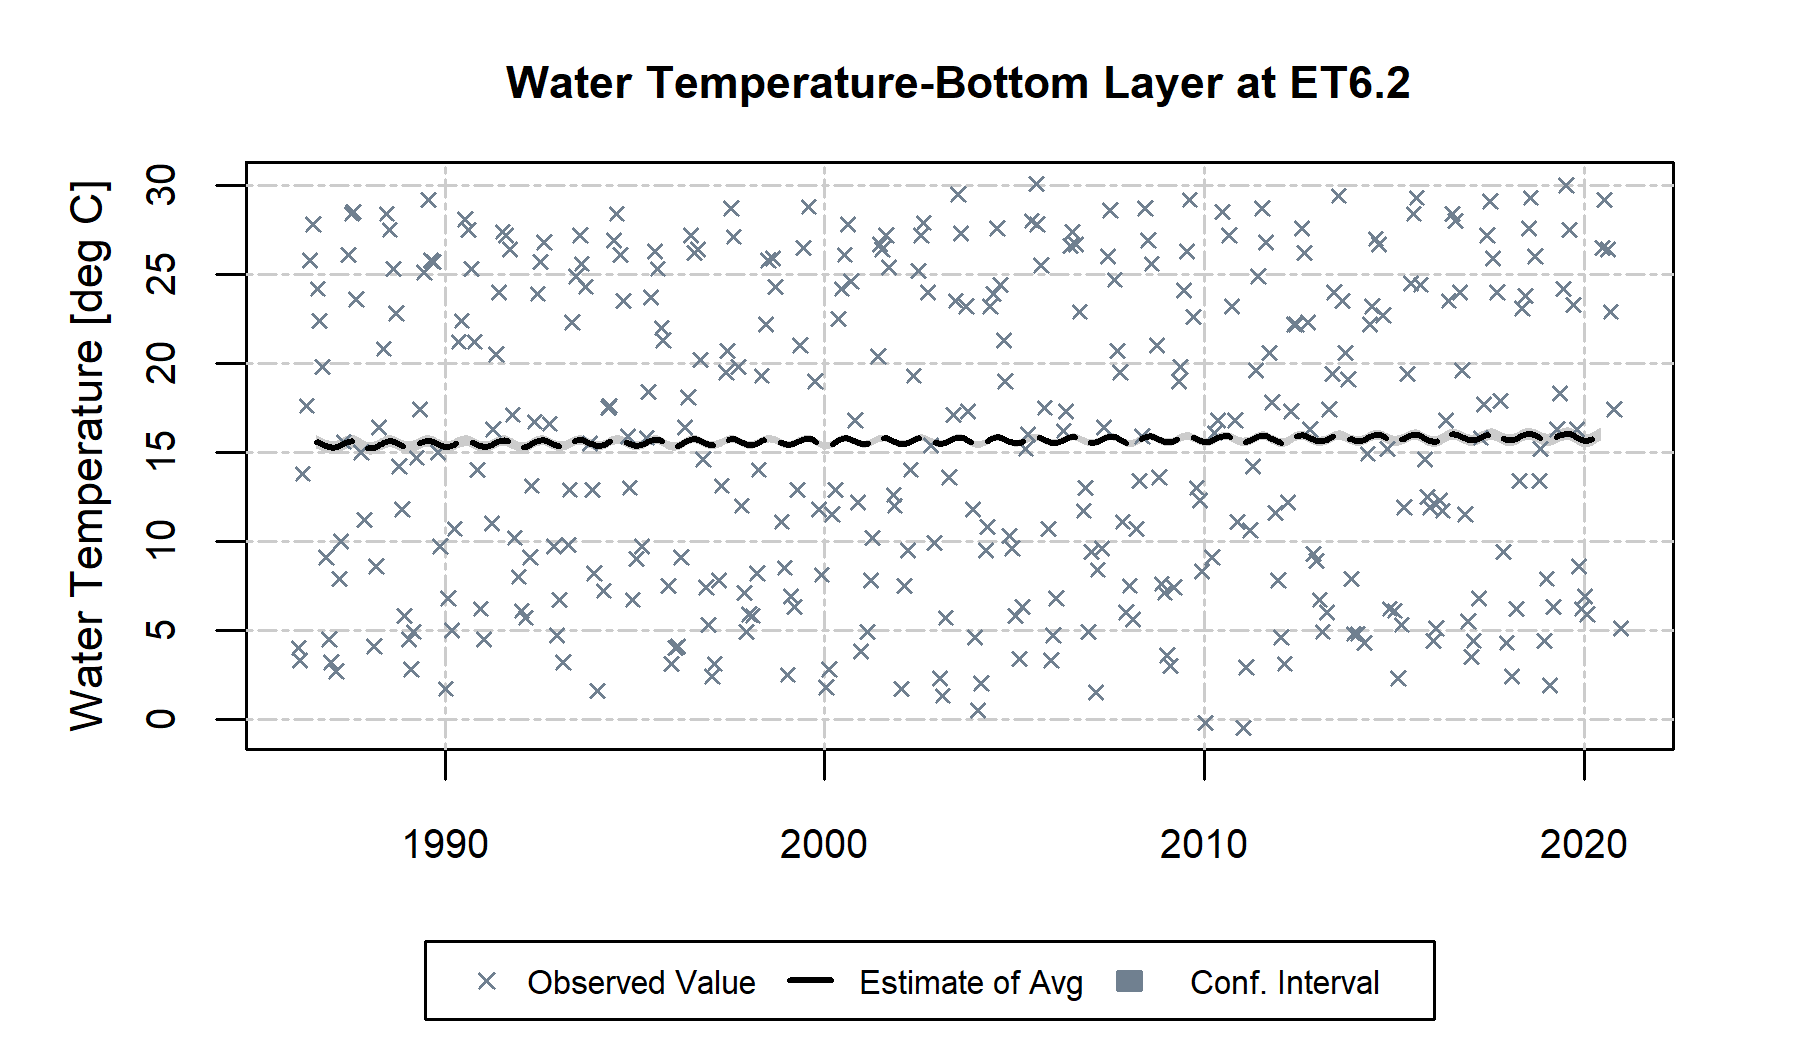 Water Temperature-Bottom Layer at ET6.2
Water Temperature [deg C]
30
25
20
15
10
5
0
1990 2000 2010 2020
Observed Value Estimate of Avg Conf. Interval